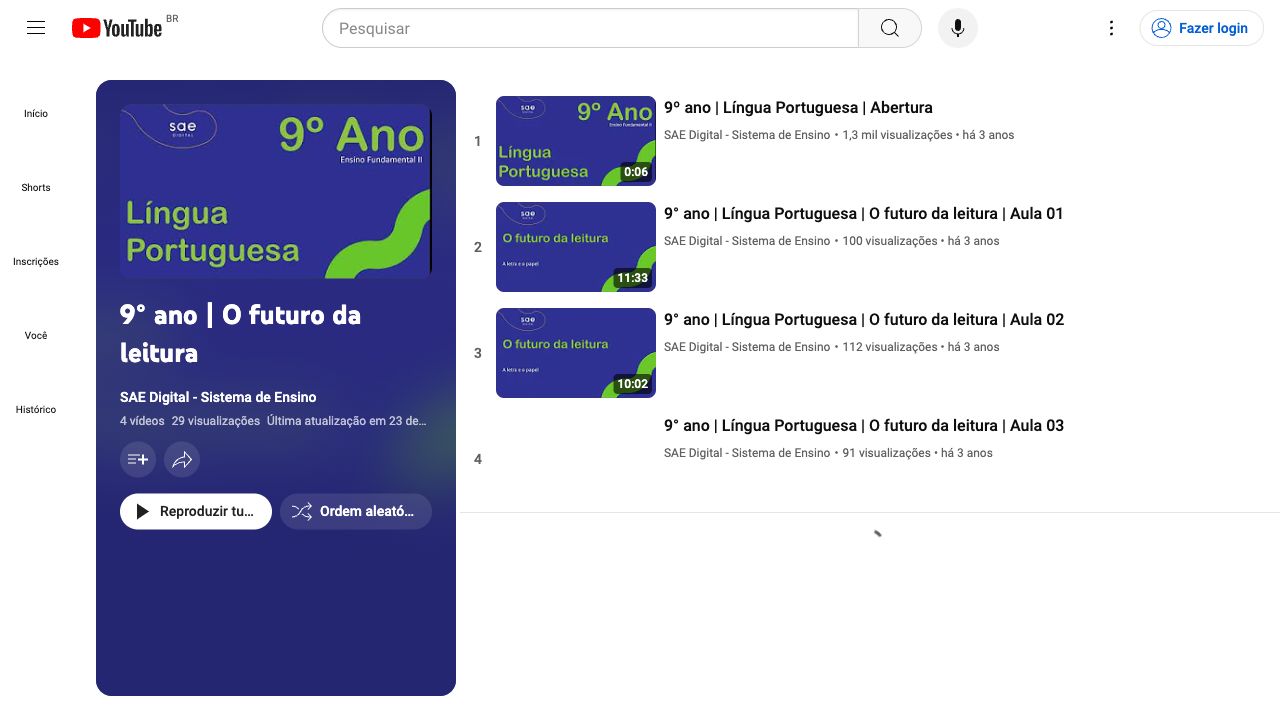 YouTube BR
Pesquisar
Fazer login
Início
Shorts
Inscrições
Você
Histórico
sae
DIGITAL
9º Ano
Ensino Fundamental II
Língua
Portuguesa
9° ano | O futuro da
leitura
SAE Digital - Sistema de Ensino
4 vídeos 29 visualizações Última atualização em 23 de...
Reproduzir tu...
Ordem aleató...
1
sae
9º Ano
Ensino Fundamental II
Língua
Portuguesa
0:06
9º ano | Língua Portuguesa | Abertura
SAE Digital - Sistema de Ensino • 1,3 mil visualizações • há 3 anos
2
sae
O futuro da leitura
A letra e o papel
11:33
9° ano | Língua Portuguesa | O futuro da leitura | Aula 01
SAE Digital - Sistema de Ensino • 100 visualizações • há 3 anos
3
sae
O futuro da leitura
A letra e o papel
10:02
9° ano | Língua Portuguesa | O futuro da leitura | Aula 02
SAE Digital - Sistema de Ensino • 112 visualizações • há 3 anos
4
9° ano | Língua Portuguesa | O futuro da leitura | Aula 03
SAE Digital - Sistema de Ensino • 91 visualizações • há 3 anos